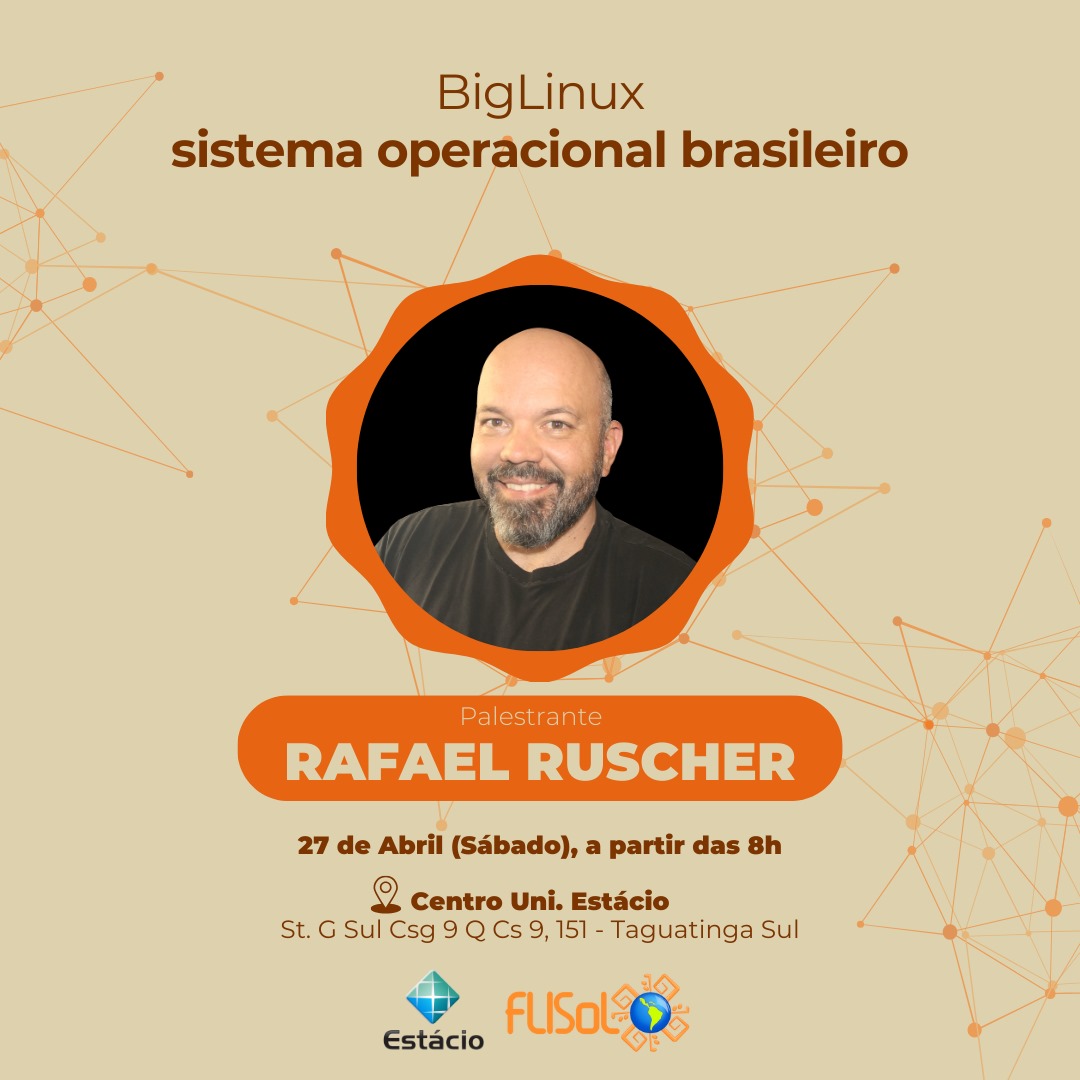 BigLinux
sistema operacional brasileiro
Palestrante
RAFAEL RUSCHER
27 de Abril (Sábado), a partir das 8h
Centro Uni. Estácio
St. G Sul Csg 9 Q Cs 9, 151 - Taguatinga Sul
Estácio
FLISoL